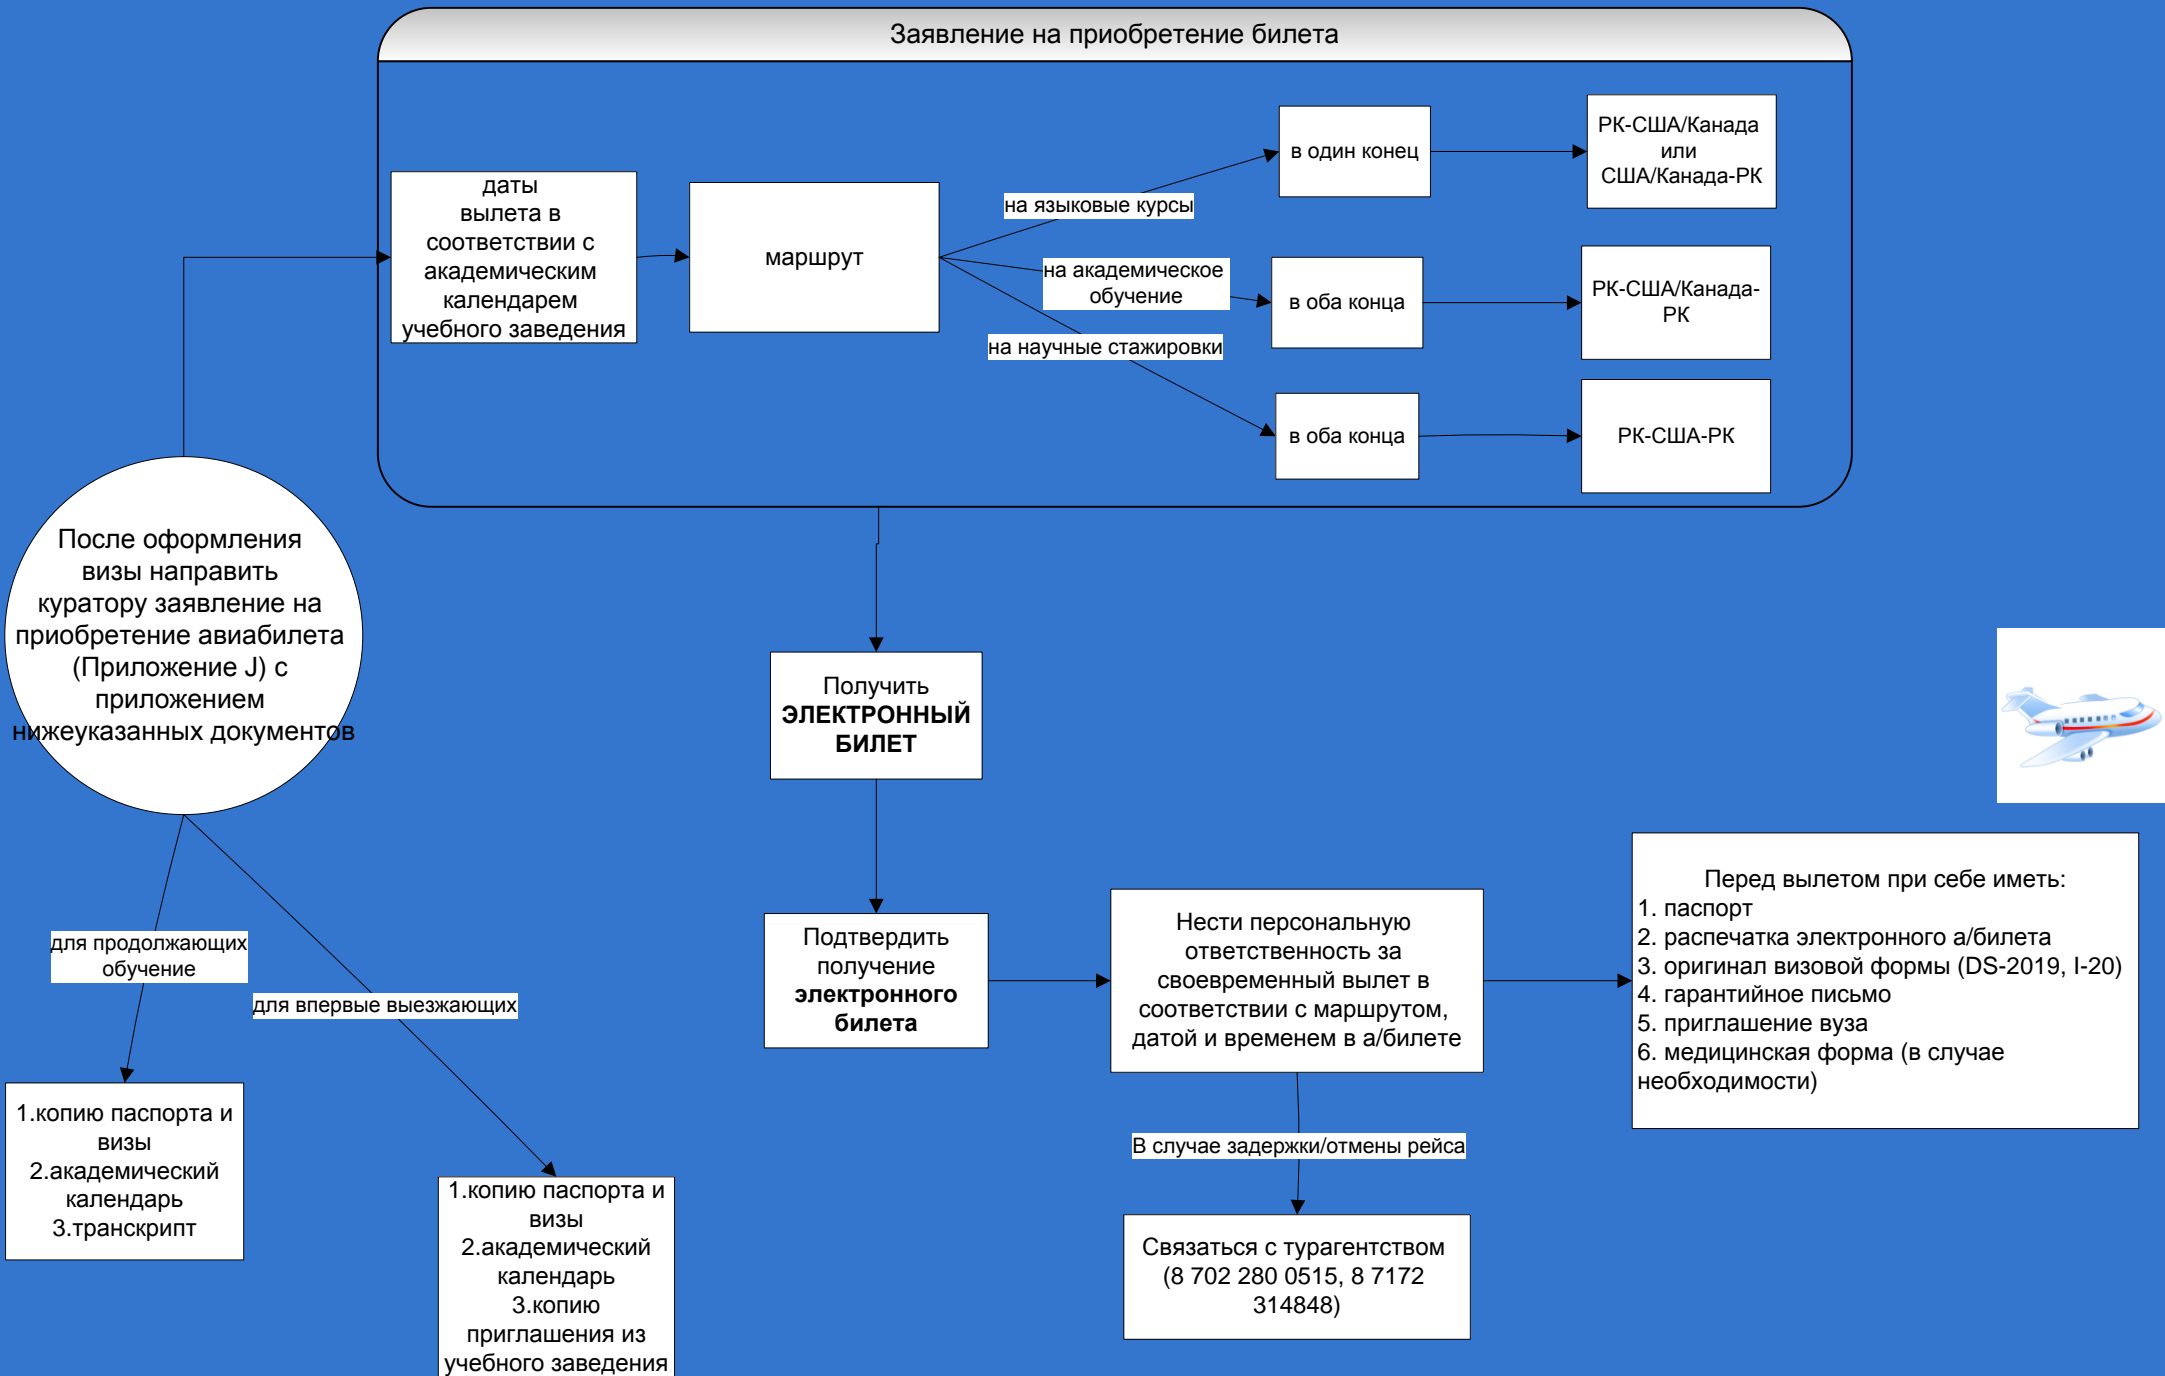 Заявление на приобретение билета
даты
вылета в
соответствии с
академическим
календарем
учебного заведения
маршрут
на языковые курсы
на академическое
обучение
на научные стажировки
в один конец
РК-США/Канада
или
США/Канада-РК
в оба конца
РК-США/Канада-
РК
в оба конца
РК-США-РК
После оформления
визы направить
куратору заявление на
приобретение авиабилета
(Приложение J) с
приложением
нижеуказанных документов
для продолжающих
обучение
для впервые выезжающих
1.копию паспорта и
визы
2.академический
календарь
3.транскрипт
1.копию паспорта и
визы
2.академический
календарь
3.копию
приглашения из
учебного заведения
Получить
ЭЛЕКТРОННЫЙ
БИЛЕТ
Подтвердить
получение
электронного
билета
Нести персональную
ответственность за
своевременный вылет в
соответствии с маршрутом,
датой и временем в а/билете
В случае задержки/отмены рейса
Связаться с турагентством
(8 702 280 0515, 8 7172
314848)
Перед вылетом при себе иметь:
1. паспорт
2. распечатка электронного а/билета
3. оригинал визовой формы (DS-2019, I-20)
4. гарантийное письмо
5. приглашение вуза
6. медицинская форма (в случае
необходимости)